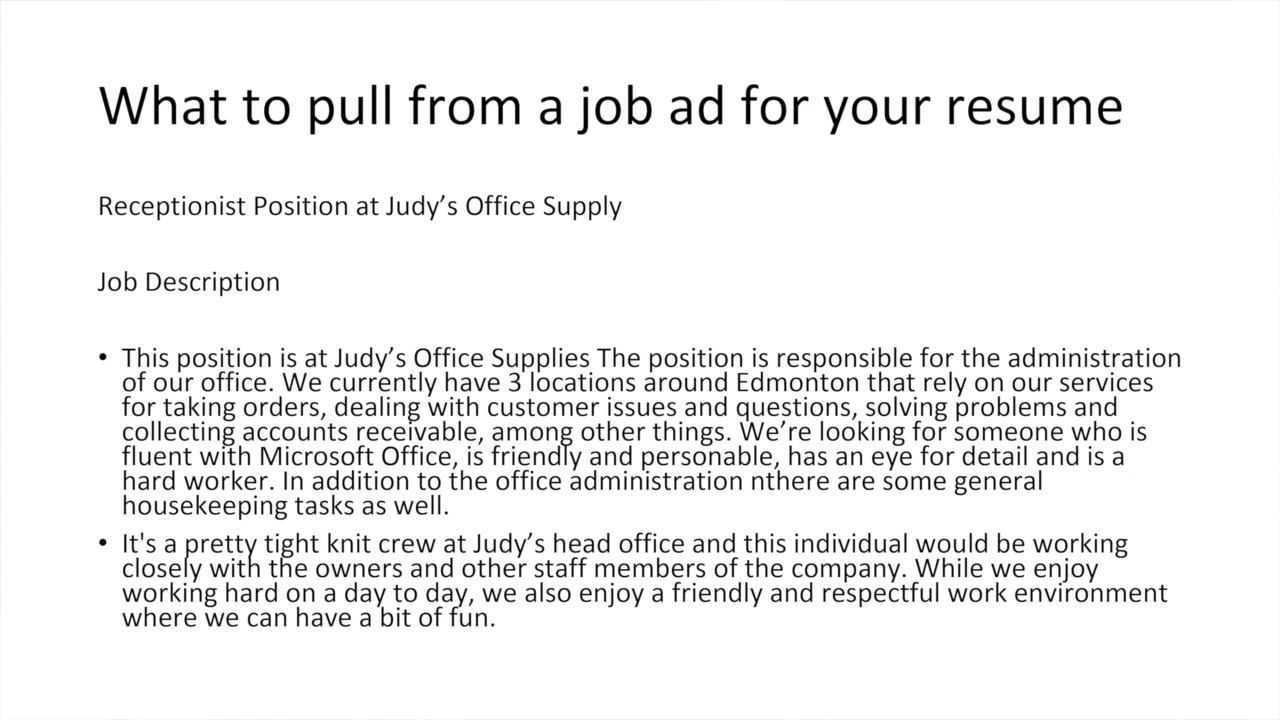 What to pull from a job ad for your resume
Receptionist Position at Judy’s Office Supply
Job Description
• This position is at Judy’s Office Supplies The position is responsible for the administration
of our office. We currently have 3 locations around Edmonton that rely on our services
for taking orders, dealing with customer issues and questions, solving problems and
collecting accounts receivable, among other things. We’re looking for someone who is
fluent with Microsoft Office, is friendly and personable, has an eye for detail and is a
hard worker. In addition to the office administration nthere are some general
housekeeping tasks as well.
• It's a pretty tight knit crew at Judy’s head office and this individual would be working
closely with the owners and other staff members of the company. While we enjoy
working hard on a day to day, we also enjoy a friendly and respectful work environment
where we can have a bit of fun.